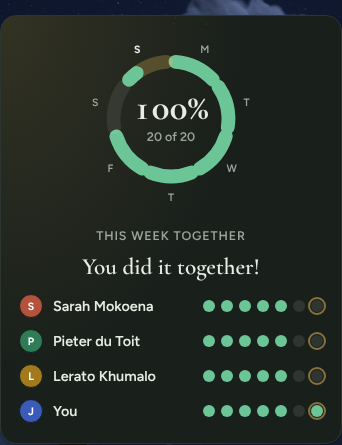 S M
S T
100%
20 of 20
F W
T
THIS WEEK TOGETHER
You did it together!
S Sarah Mokoena
P Pieter du Toit
L Lerato Khumalo
J You